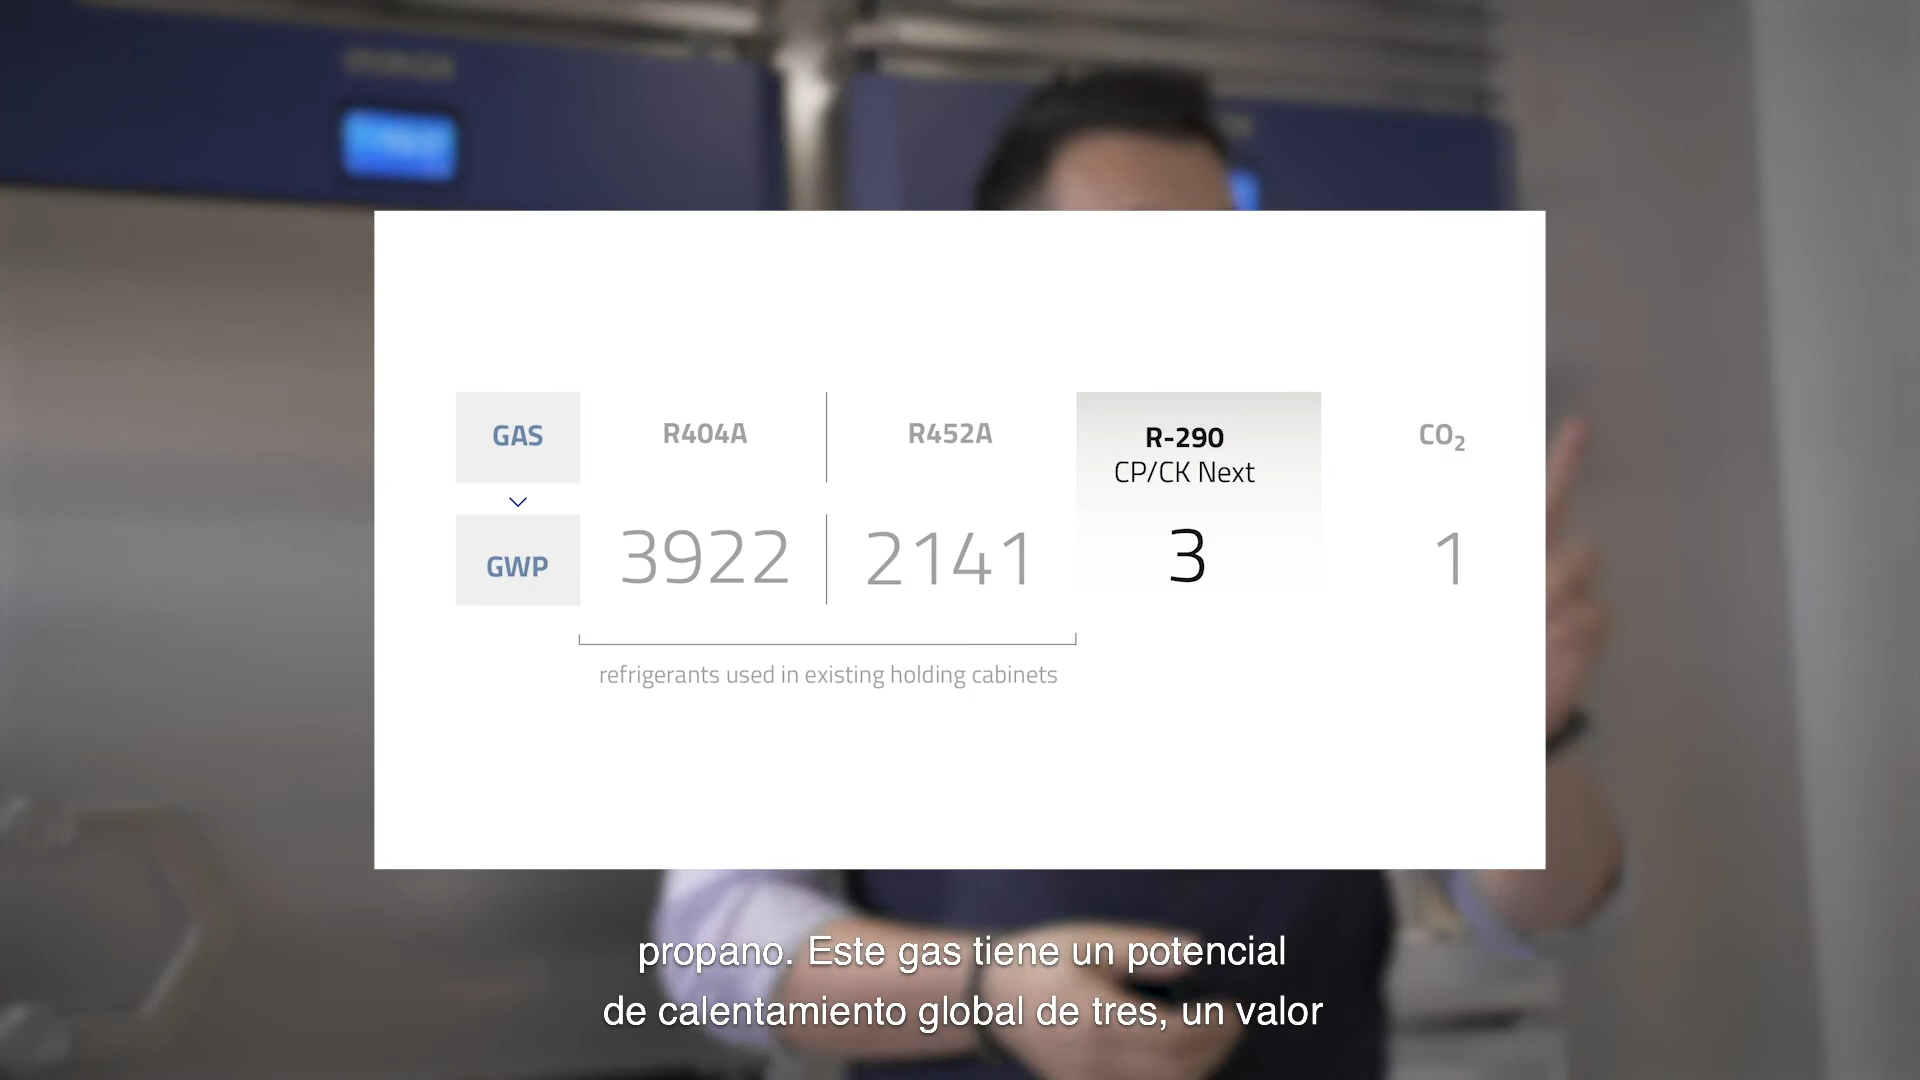 GAS
R404A
R452A
R-290
CP/CK Next
CO₂
GWP
3922
2141
3
1
refrigerants used in existing holding cabinets
propano. Este gas tiene un potencial
de calentamiento global de tres, un valor